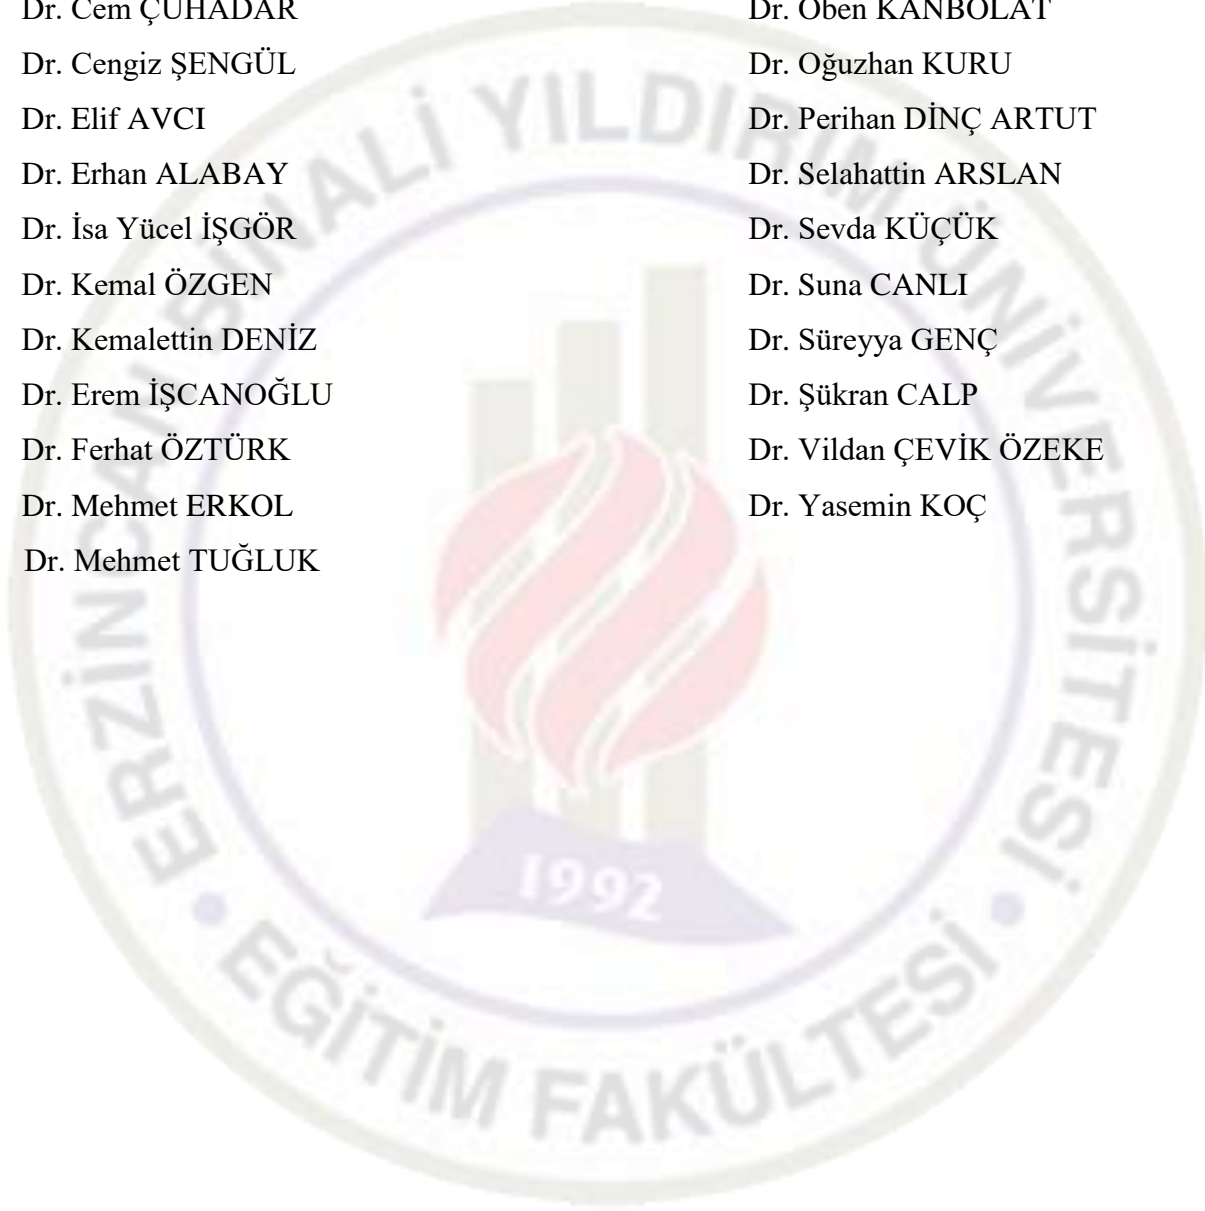 Dr. Cem ÇUHADAR
Dr. Cengiz ŞENGÜL
Dr. Elif AVCI
Dr. Erhan ALABAY
Dr. İsa Yücel İŞGÖR
Dr. Kemal ÖZGEN
Dr. Kemalettin DENİZ
Dr. Erem İŞCANOĞLU
Dr. Ferhat ÖZTÜRK
Dr. Mehmet ERKOL
Dr. Mehmet TUĞLUK
Dr. Oben KANBOLAT
Dr. Oğuzhan KURU
Dr. Perihan DİNÇ ARTUT
Dr. Selahattin ARSLAN
Dr. Sevda KÜÇÜK
Dr. Suna CANLI
Dr. Süreyya GENÇ
Dr. Şükran CALP
Dr. Vildan ÇEVİK ÖZEKE
Dr. Yasemin KOÇ
ERZİNCAN BİNALİ YILDIRIM ÜNİVERSİTESİ
1992
• EĞİTİM FAKÜLTESİ •